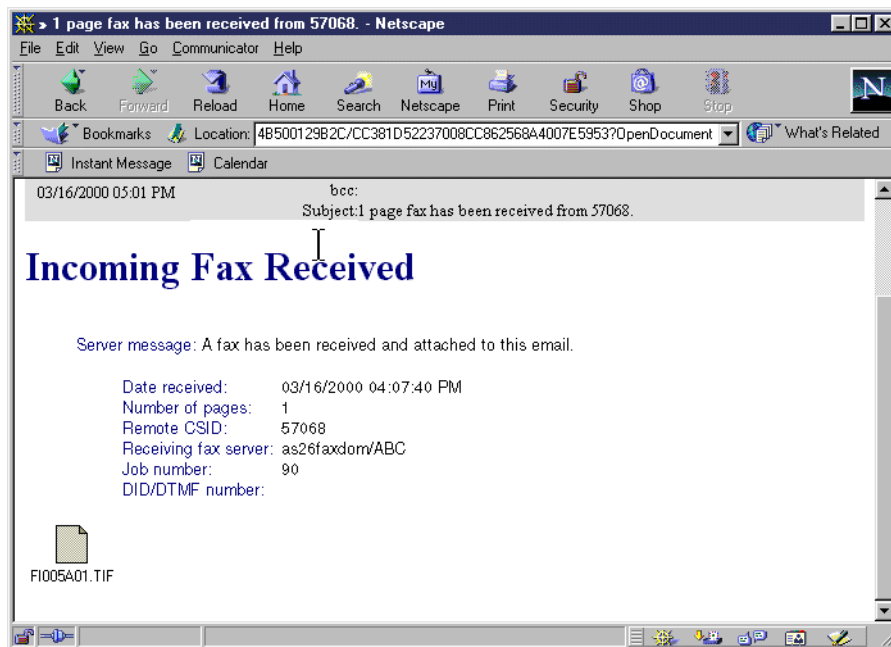 » 1 page fax has been received from 57068. - Netscape
File Edit View Go Communicator Help
Back Forward Reload Home Search Netscape Print Security Shop Stop
My
N
Bookmarks Location: 4B500129B2C/CC381D52237008CC862568A4007E5953?OpenDocument What's Related
Instant Message Calendar
03/16/2000 05:01 PM bcc:
Subject:1 page fax has been received from 57068.
Incoming Fax Received
Server message: A fax has been received and attached to this email.
Date received: 03/16/2000 04:07:40 PM
Number of pages: 1
Remote CSID: 57068
Receiving fax server: as26faxdom/ABC
Job number: 90
DID/DTMF number:
FI005A01.TIF